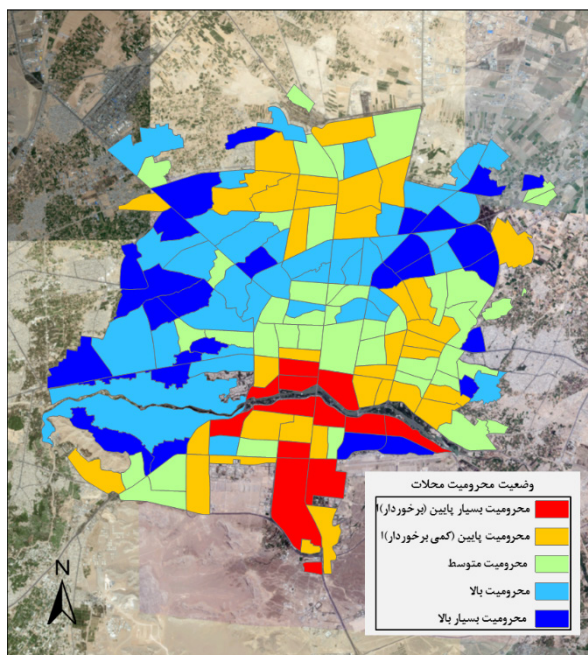 وضعیت محرومیت محلات
محرومیت بسیار پایین (برخوردار)ا
محرومیت پایین (کمی برخوردار)ا
محرومیت متوسط
محرومیت بالا
محرومیت بسیار بالا
N